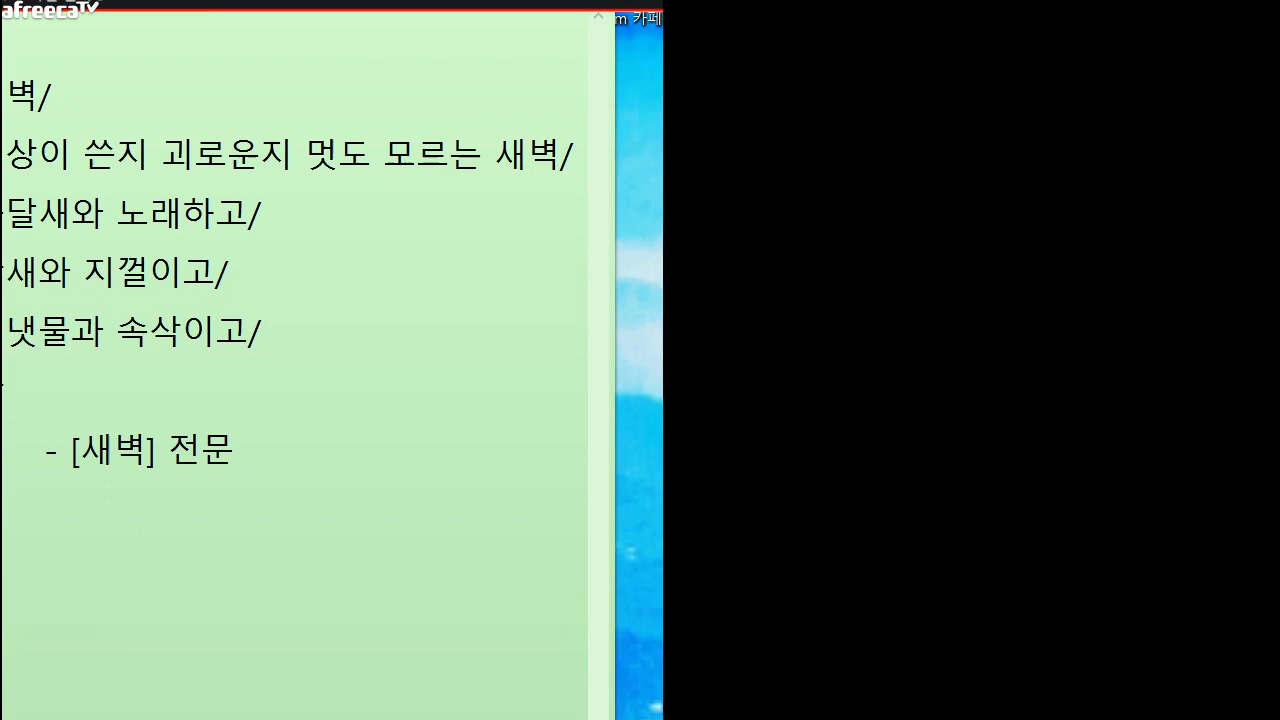 afreecaTV
m 카페
벽/
상이 쓴지 괴로운지 멋도 모르는 새벽/
달새와 노래하고/
새와 지껄이고/
냇물과 속삭이고/
- [새벽] 전문